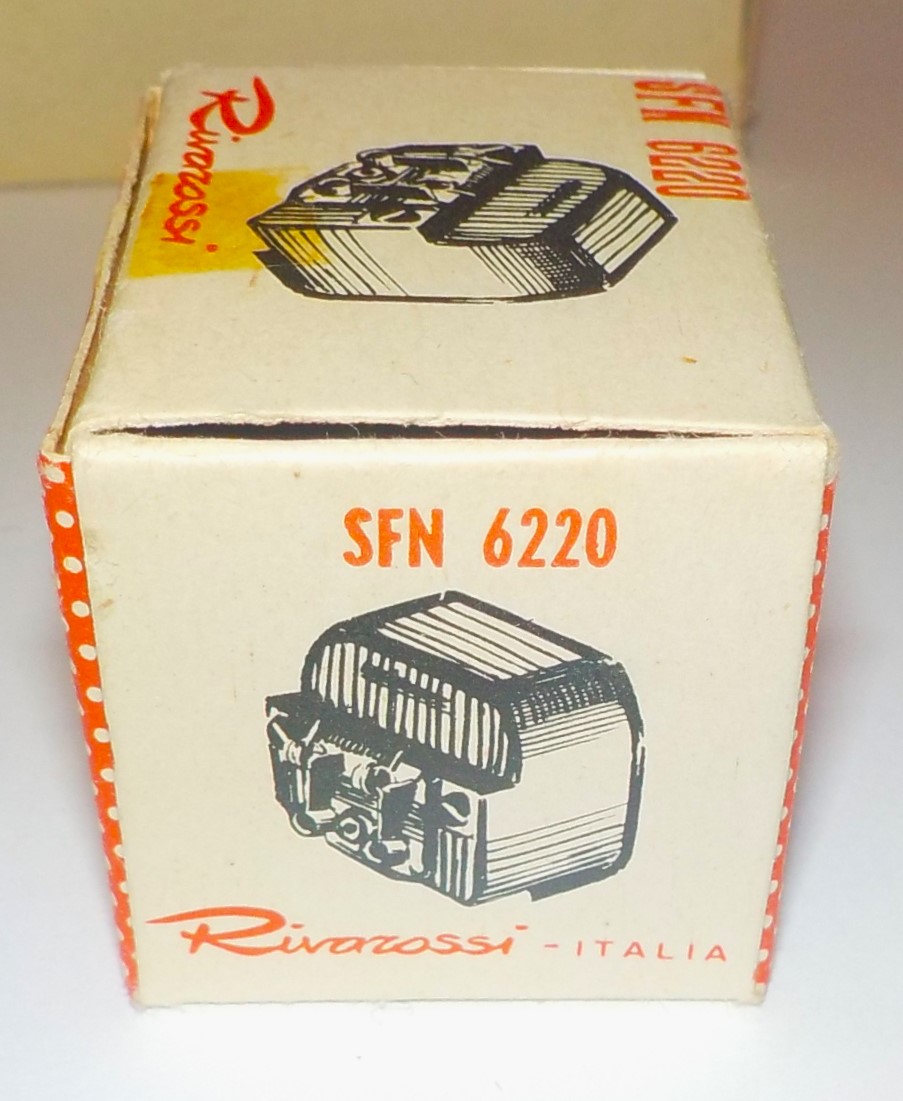 Rivarossi
SFN 6220
SFN 6220
Rivarossi - ITALIA